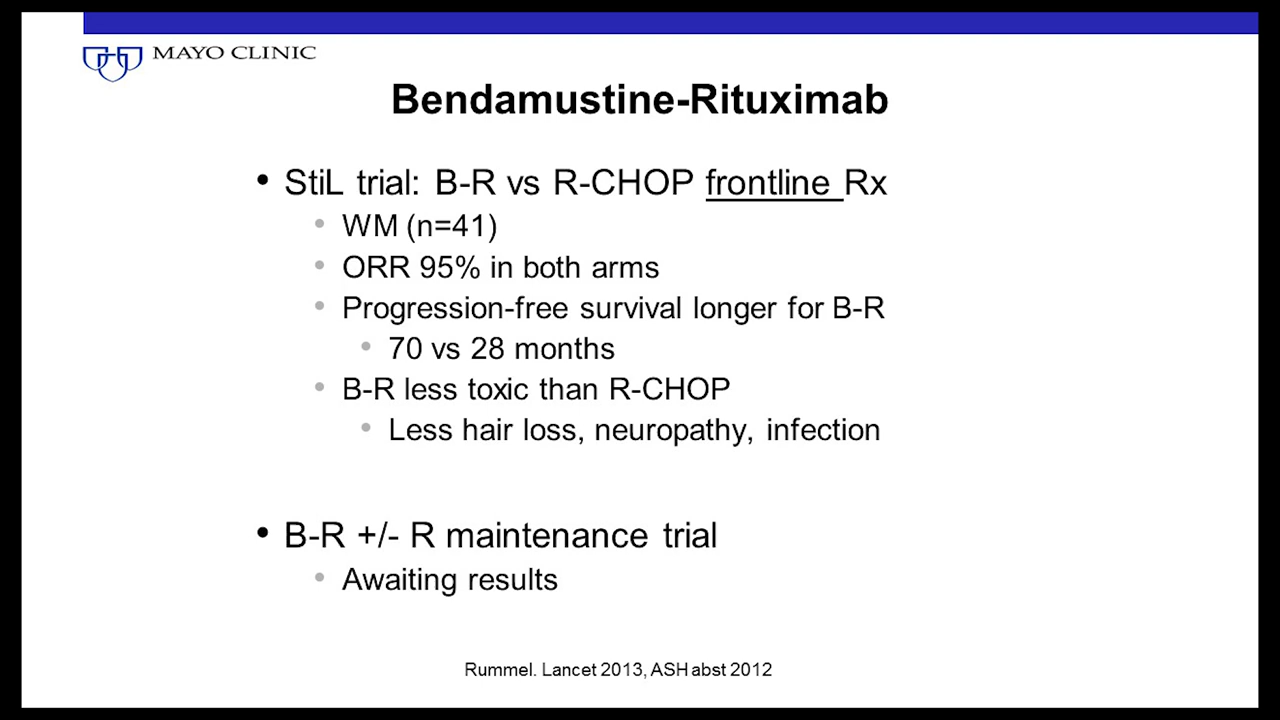 MAYO CLINIC
Bendamustine-Rituximab
• StiL trial: B-R vs R-CHOP frontline Rx
• WM (n=41)
• ORR 95% in both arms
• Progression-free survival longer for B-R
• 70 vs 28 months
• B-R less toxic than R-CHOP
• Less hair loss, neuropathy, infection
• B-R +/- R maintenance trial
• Awaiting results
Rummel. Lancet 2013, ASH abst 2012